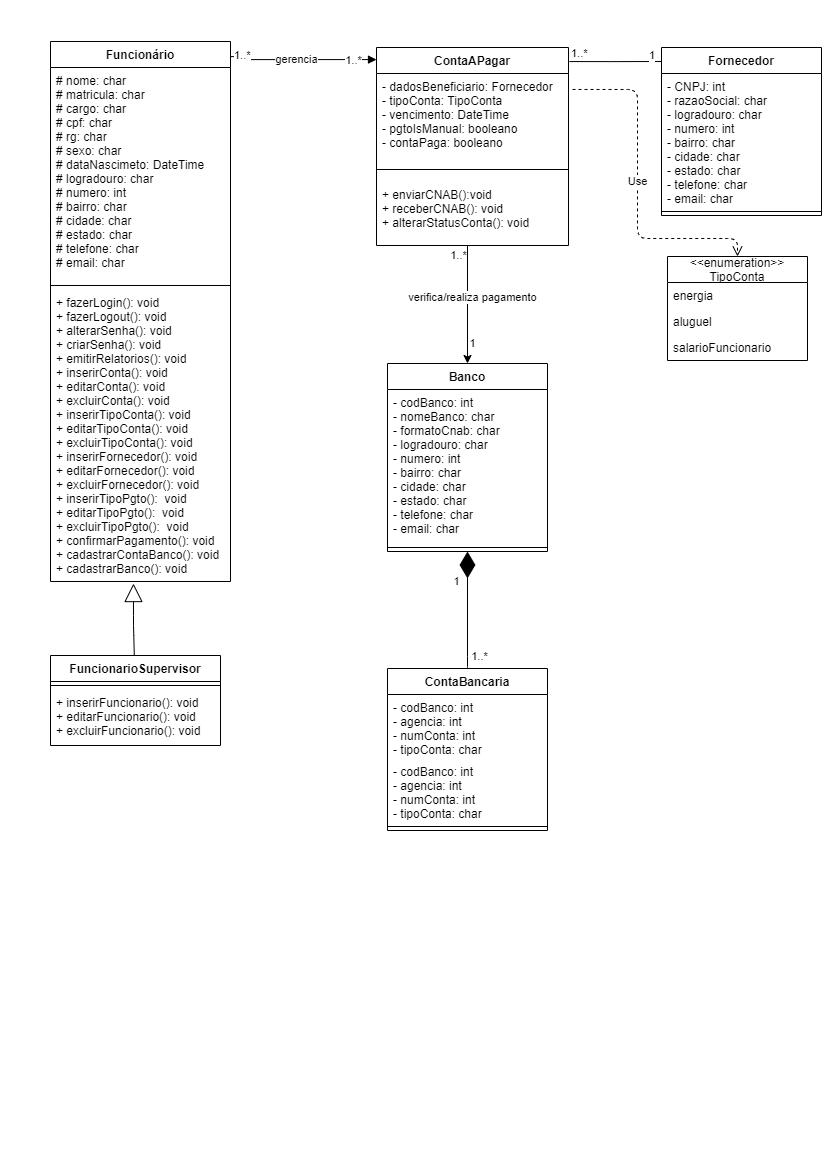 Funcionário
# nome: char
# matricula: char
# cargo: char
# cpf: char
# rg: char
# sexo: char
# dataNascimeto: DateTime
# logradouro: char
# numero: int
# bairro: char
# cidade: char
# estado: char
# telefone: char
# email: char
+ fazerLogin(): void
+ fazerLogout(): void
+ alterarSenha(): void
+ criarSenha(): void
+ emitirRelatorios(): void
+ inserirConta(): void
+ editarConta(): void
+ excluirConta(): void
+ inserirTipoConta(): void
+ editarTipoConta(): void
+ excluirTipoConta(): void
+ inserirFornecedor(): void
+ editarFornecedor(): void
+ excluirFornecedor(): void
+ inserirTipoPgto(): void
+ editarTipoPgto(): void
+ excluirTipoPgto(): void
+ confirmarPagamento(): void
+ cadastrarContaBanco(): void
+ cadastrarBanco(): void
FuncionarioSupervisor
+ inserirFuncionario(): void
+ editarFuncionario(): void
+ excluirFuncionario(): void
1..*
gerencia
1..*
ContaAPagar
- dadosBeneficiario: Fornecedor
- tipoConta: TipoConta
- vencimento: DateTime
- pgtoIsManual: booleano
- contaPaga: booleano
+ enviarCNAB():void
+ receberCNAB(): void
+ alterarStatusConta(): void
1..*
1
Fornecedor
- CNPJ: int
- razaoSocial: char
- logradouro: char
- numero: int
- bairro: char
- cidade: char
- estado: char
- telefone: char
- email: char
Use
<<enumeration>>
TipoConta
energia
aluguel
salarioFuncionario
1..*
verifica/realiza pagamento
1
Banco
- codBanco: int
- nomeBanco: char
- formatoCnab: char
- logradouro: char
- numero: int
- bairro: char
- cidade: char
- estado: char
- telefone: char
- email: char
1
1..*
ContaBancaria
- codBanco: int
- agencia: int
- numConta: int
- tipoConta: char
- codBanco: int
- agencia: int
- numConta: int
- tipoConta: char